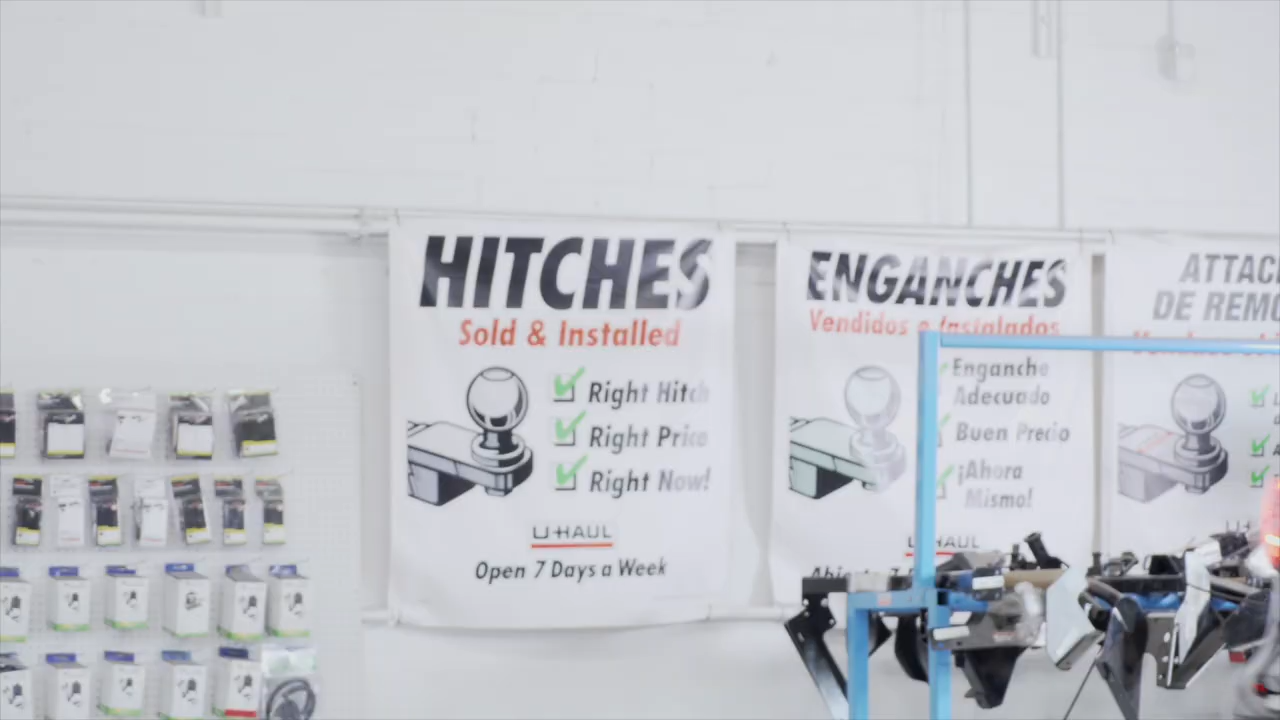 HITCHES
Sold & Installed
Right Hitch
Right Price
Right Now!
U-HAUL
Open 7 Days a Week
ENGANCHES
Vendidos e Instalados
Enganche
Adecuado
Buen Precio
¡Ahora
Mismo!
HAUL
ATTAC
DE REMO